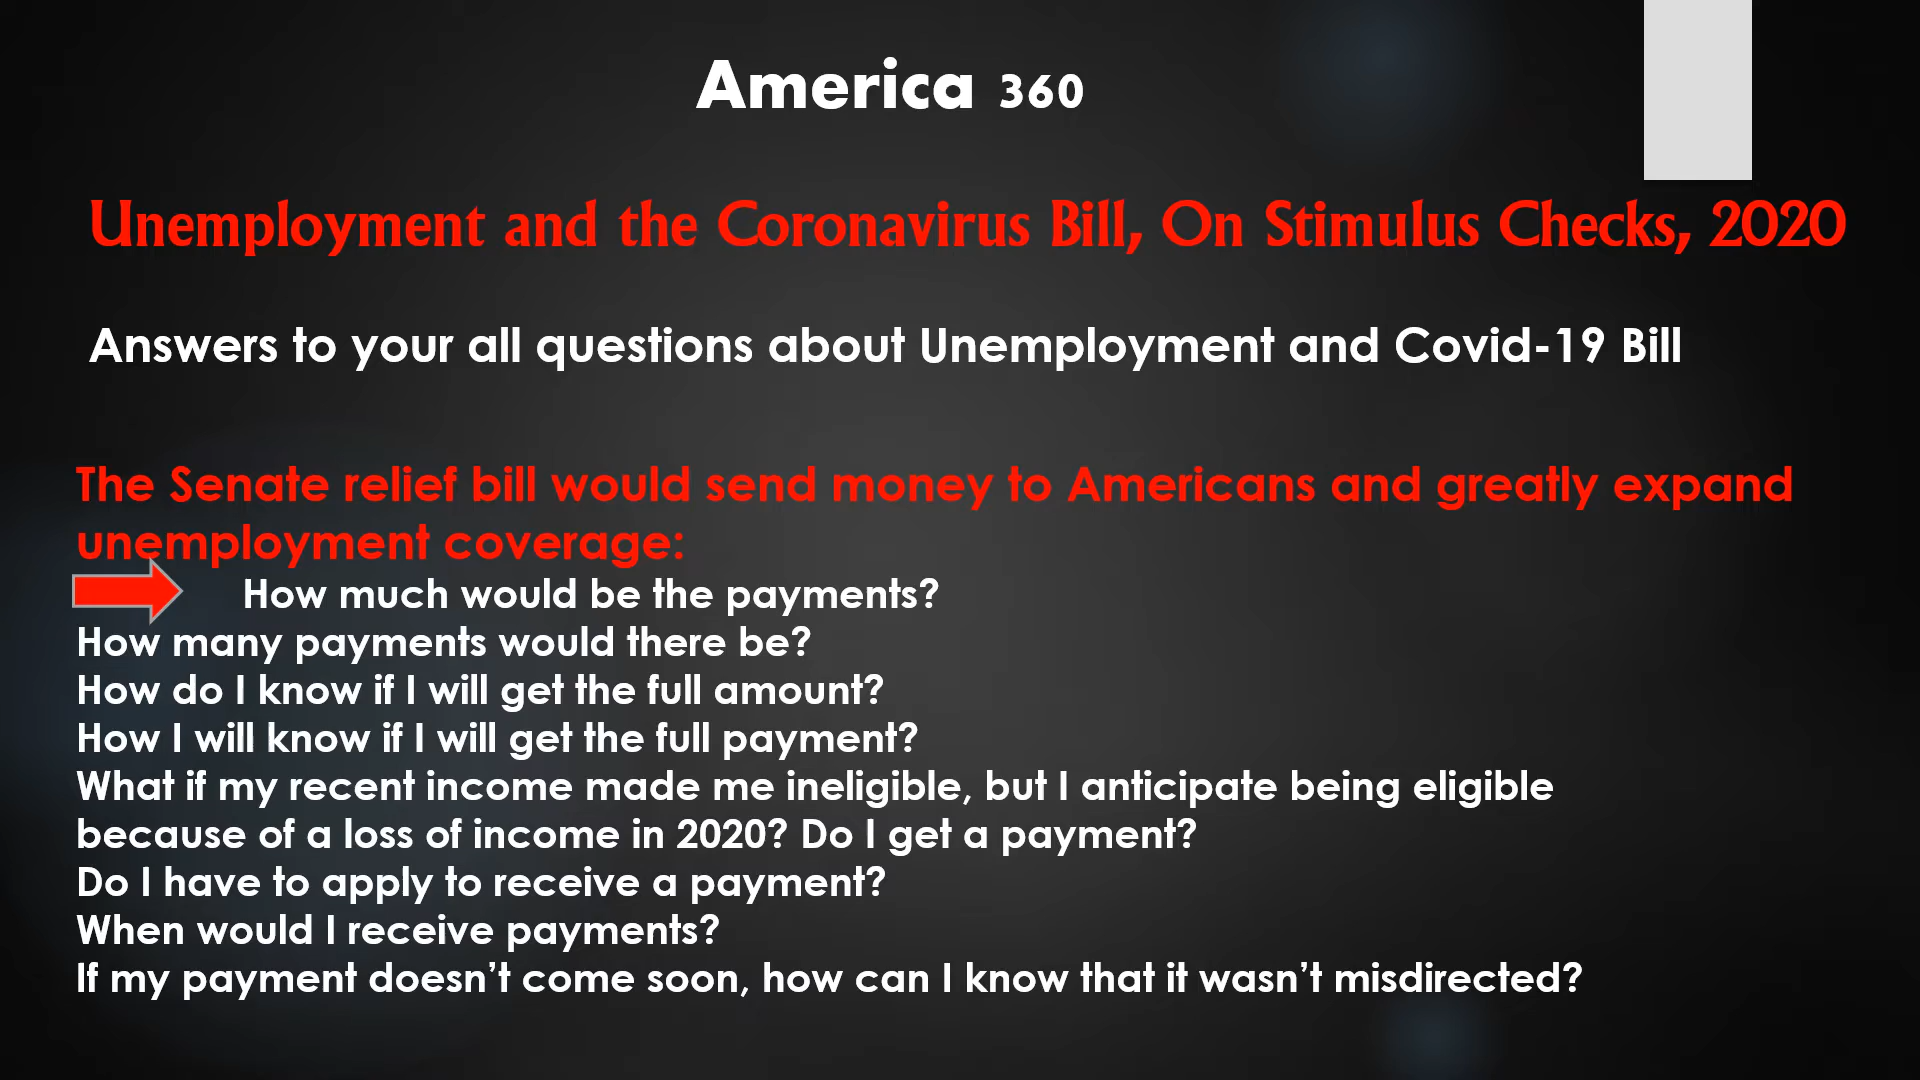 America 360
Unemployment and the Coronavirus Bill, On Stimulus Checks, 2020
Answers to your all questions about Unemployment and Covid-19 Bill
The Senate relief bill would send money to Americans and greatly expand
unemployment coverage:
How much would be the payments?
How many payments would there be?
How do I know if I will get the full amount?
How I will know if I will get the full payment?
What if my recent income made me ineligible, but I anticipate being eligible
because of a loss of income in 2020? Do I get a payment?
Do I have to apply to receive a payment?
When would I receive payments?
If my payment doesn’t come soon, how can I know that it wasn’t misdirected?